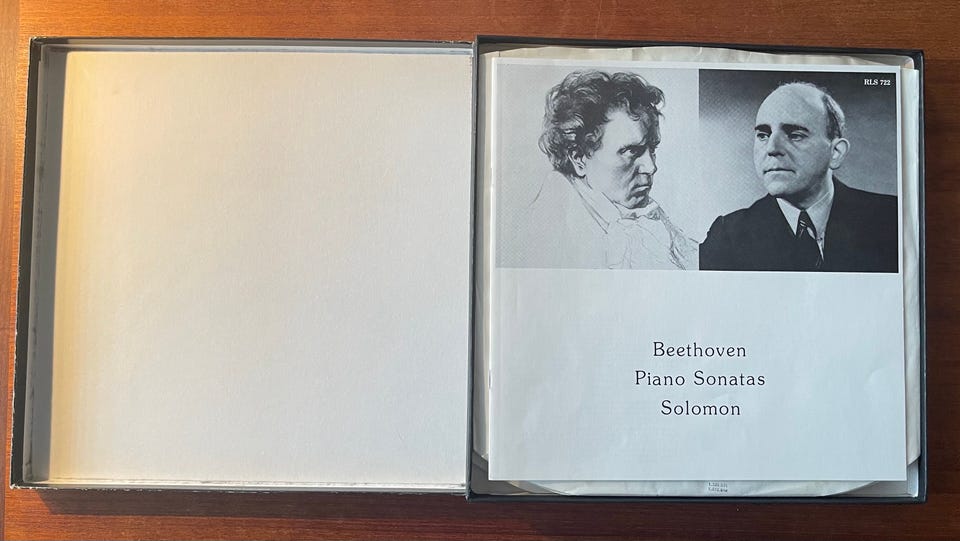 RLS 722
Beethoven
Piano Sonatas
Solomon